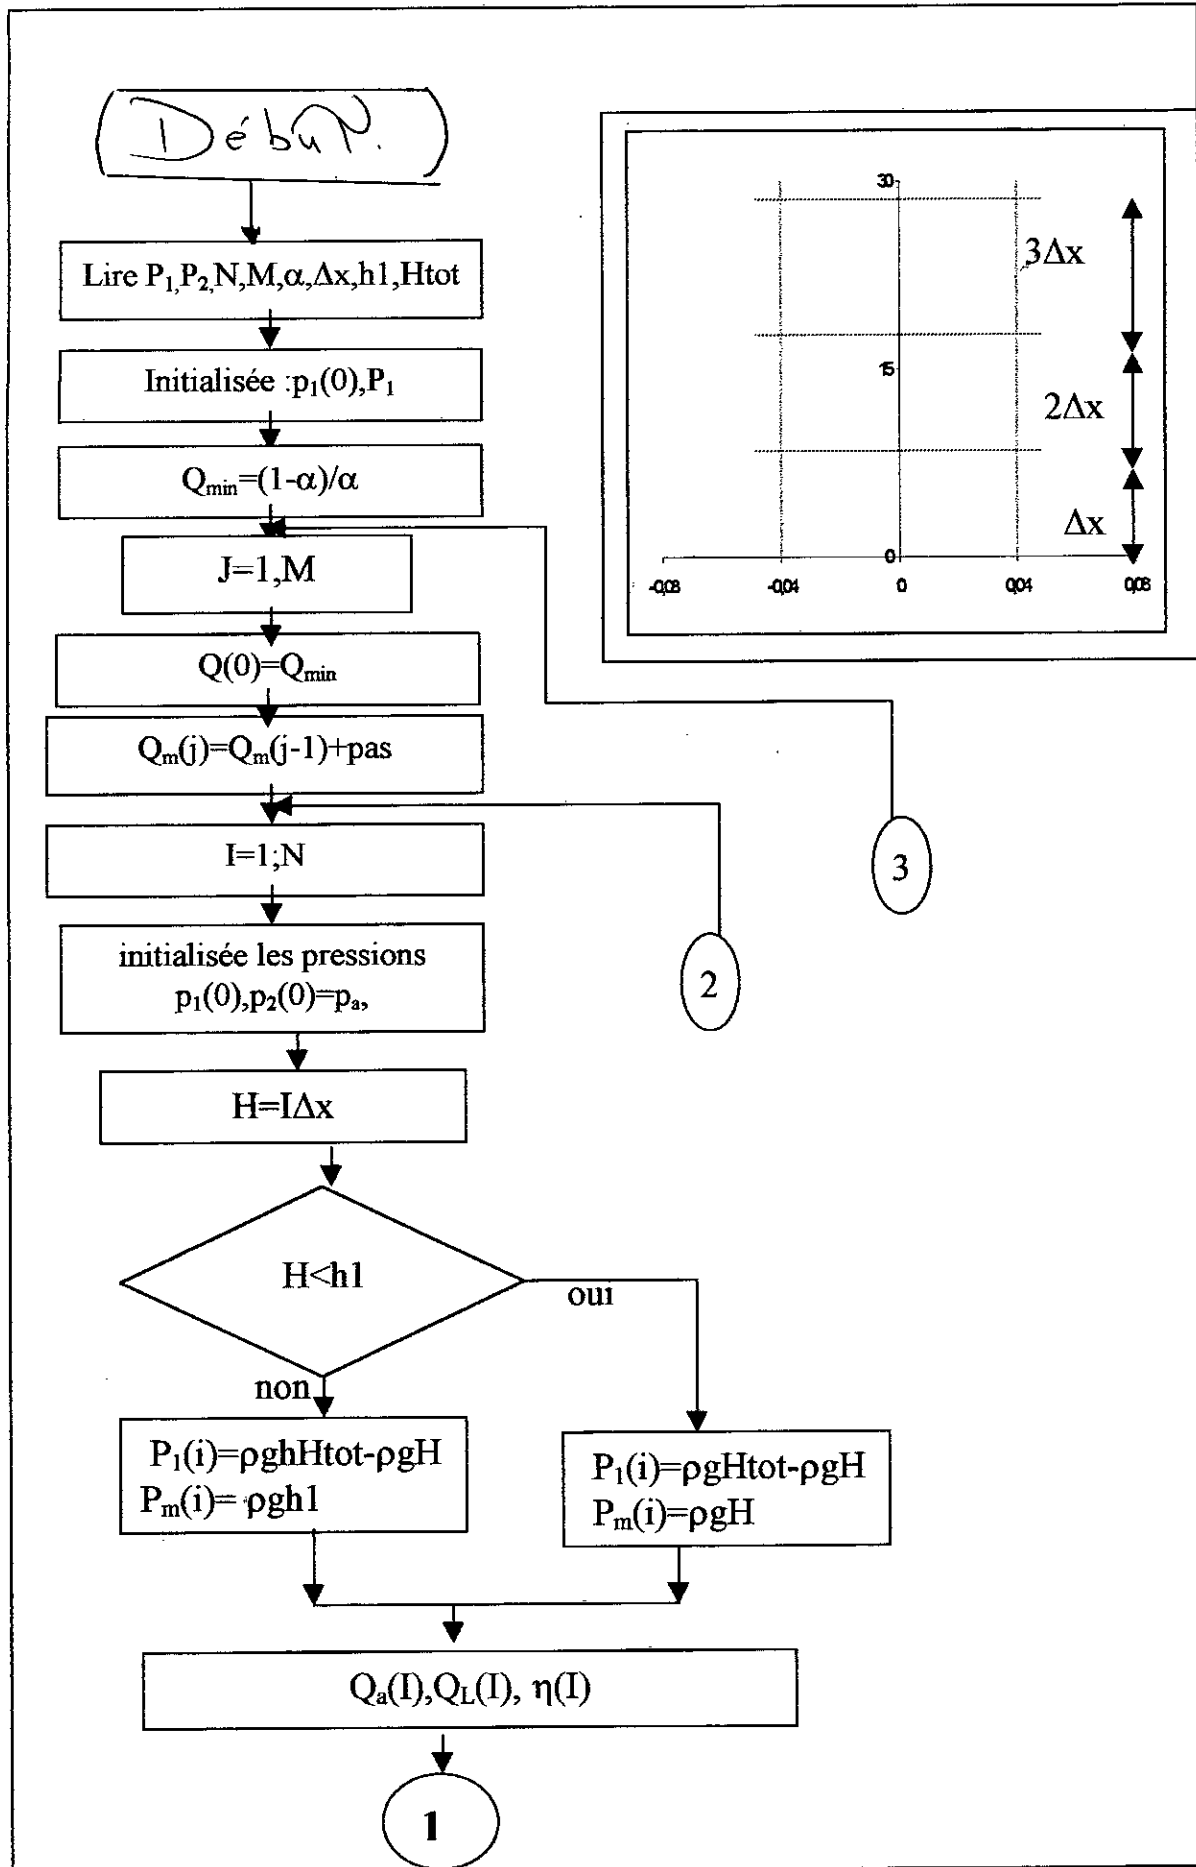 Début.
Lire P₁,P₂,N,M,α,Δx,h1,Htot
Initialisée :p₁(0),P₁
Qmin=(1-α)/α
J=1,M
Q(0)=Qmin
Qm(j)=Qm(j-1)+pas
I=1;N
initialisée les pressions
p₁(0),p₂(0)=pa,
H=IΔx
H<h1
oui
non
P₁(i)=ρghHtot-ρgH
Pm(i)= ρgh1
P₁(i)=ρgHtot-ρgH
Pm(i)=ρgH
Qa(I),QL(I), η(I)
1
2
3
30
15
0
-0,08
-0,04
0
0,04
0,08
3Δx
2Δx
Δx